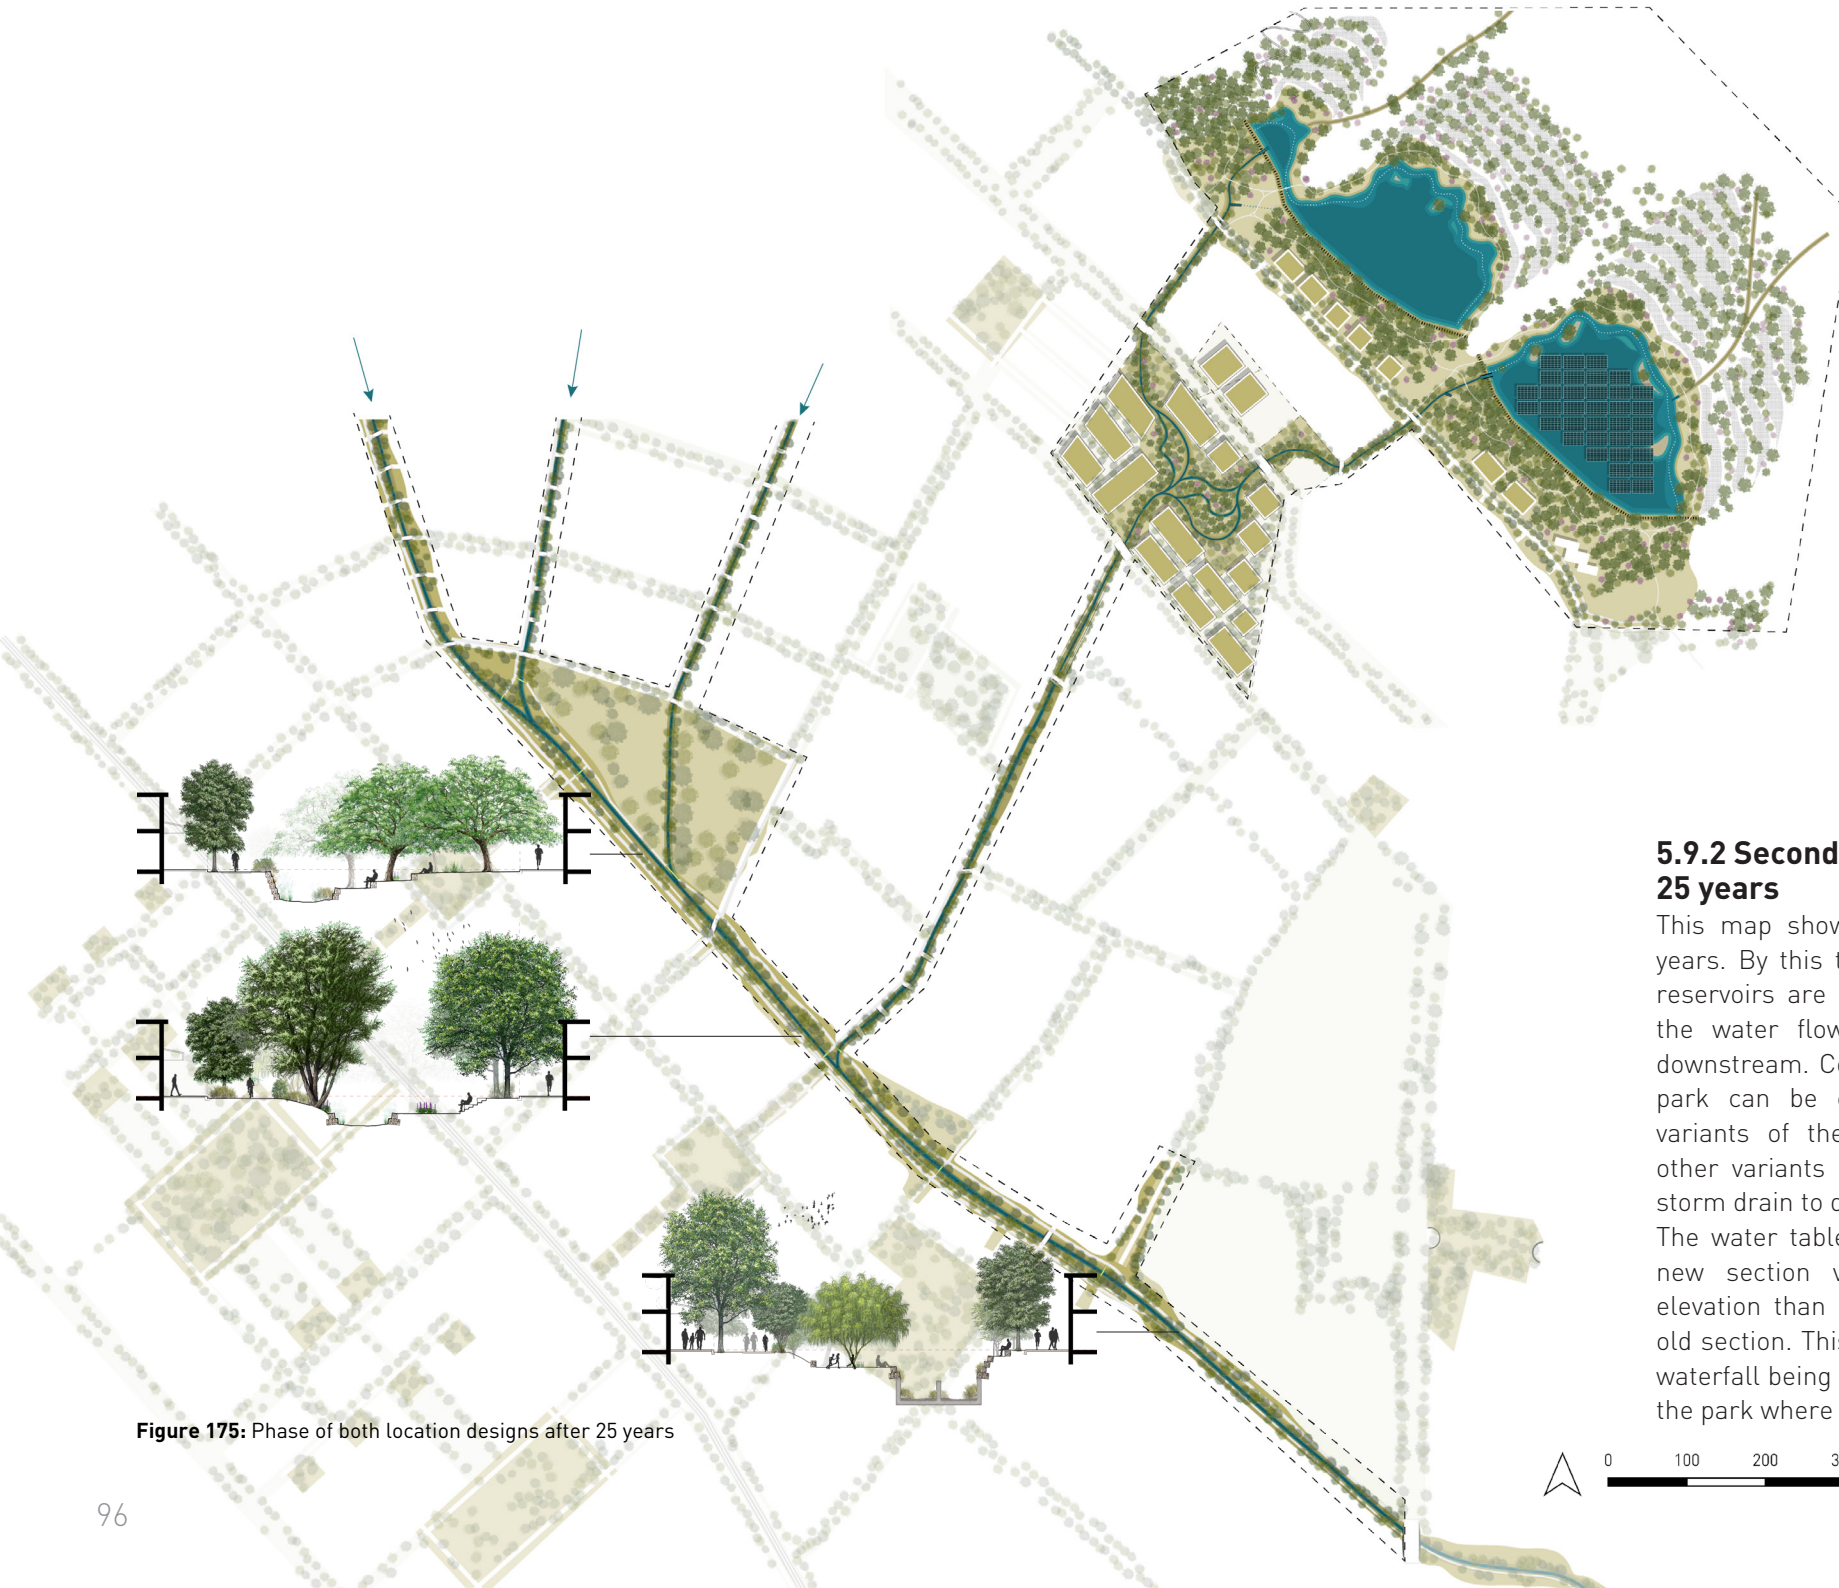 5.9.2 Second
25 years
This map show
years. By this t
reservoirs are
the water flow
downstream. Co
park can be
variants of the
other variants
storm drain to
The water table
new section
elevation than
old section. This
waterfall being
the park where
0 100 200
Figure 175: Phase of both location designs after 25 years
96